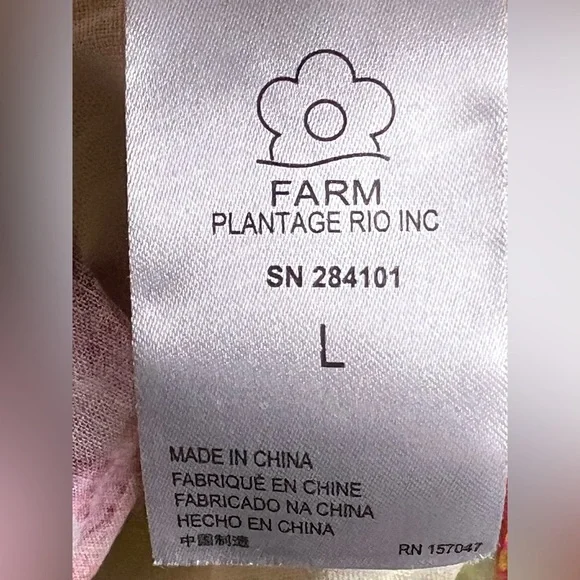 FARM
PLANTAGE RIO INC
SN 284101
L
MADE IN CHINA
FABRIQUÉ EN CHINE
FABRICADO NA CHINA
HECHO EN CHINA
中国制造
RN 157047